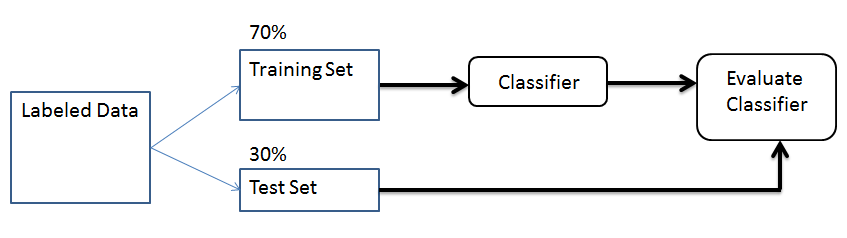 70%
Training Set
Labeled Data
Classifier
Evaluate
Classifier
30%
Test Set